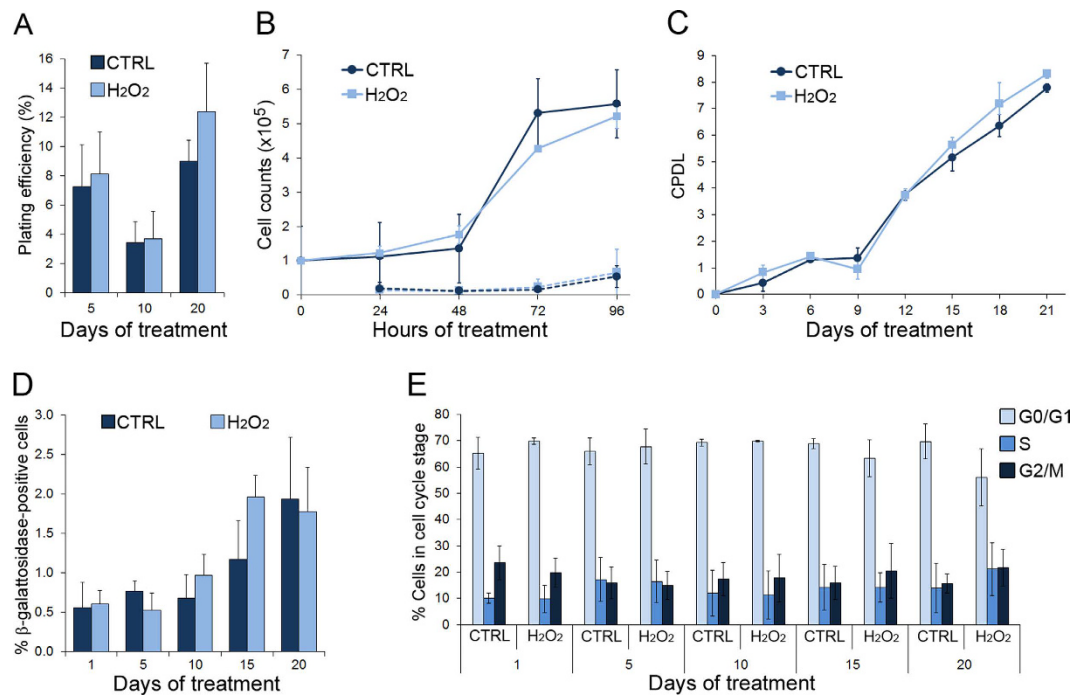 A
CTRL
H2O2
16
14
12
10
8
6
4
2
0
Plating efficiency (%)
5 10 20
Days of treatment
B
CTRL
H2O2
7
6
5
4
3
2
1
0
Cell counts (x10⁵)
0 24 48 72 96
Hours of treatment
C
CTRL
H2O2
9
8
7
6
5
4
3
2
1
0
CPDL
0 3 6 9 12 15 18 21
Days of treatment
D
CTRL H2O2
3.0
2.5
2.0
1.5
1.0
0.5
0.0
% β-galattosidase-positive cells
1 5 10 15 20
Days of treatment
E
G0/G1
S
G2/M
80
70
60
50
40
30
20
10
0
% Cells in cell cycle stage
CTRL H2O2 CTRL H2O2 CTRL H2O2 CTRL H2O2 CTRL H2O2
1 5 10 15 20
Days of treatment